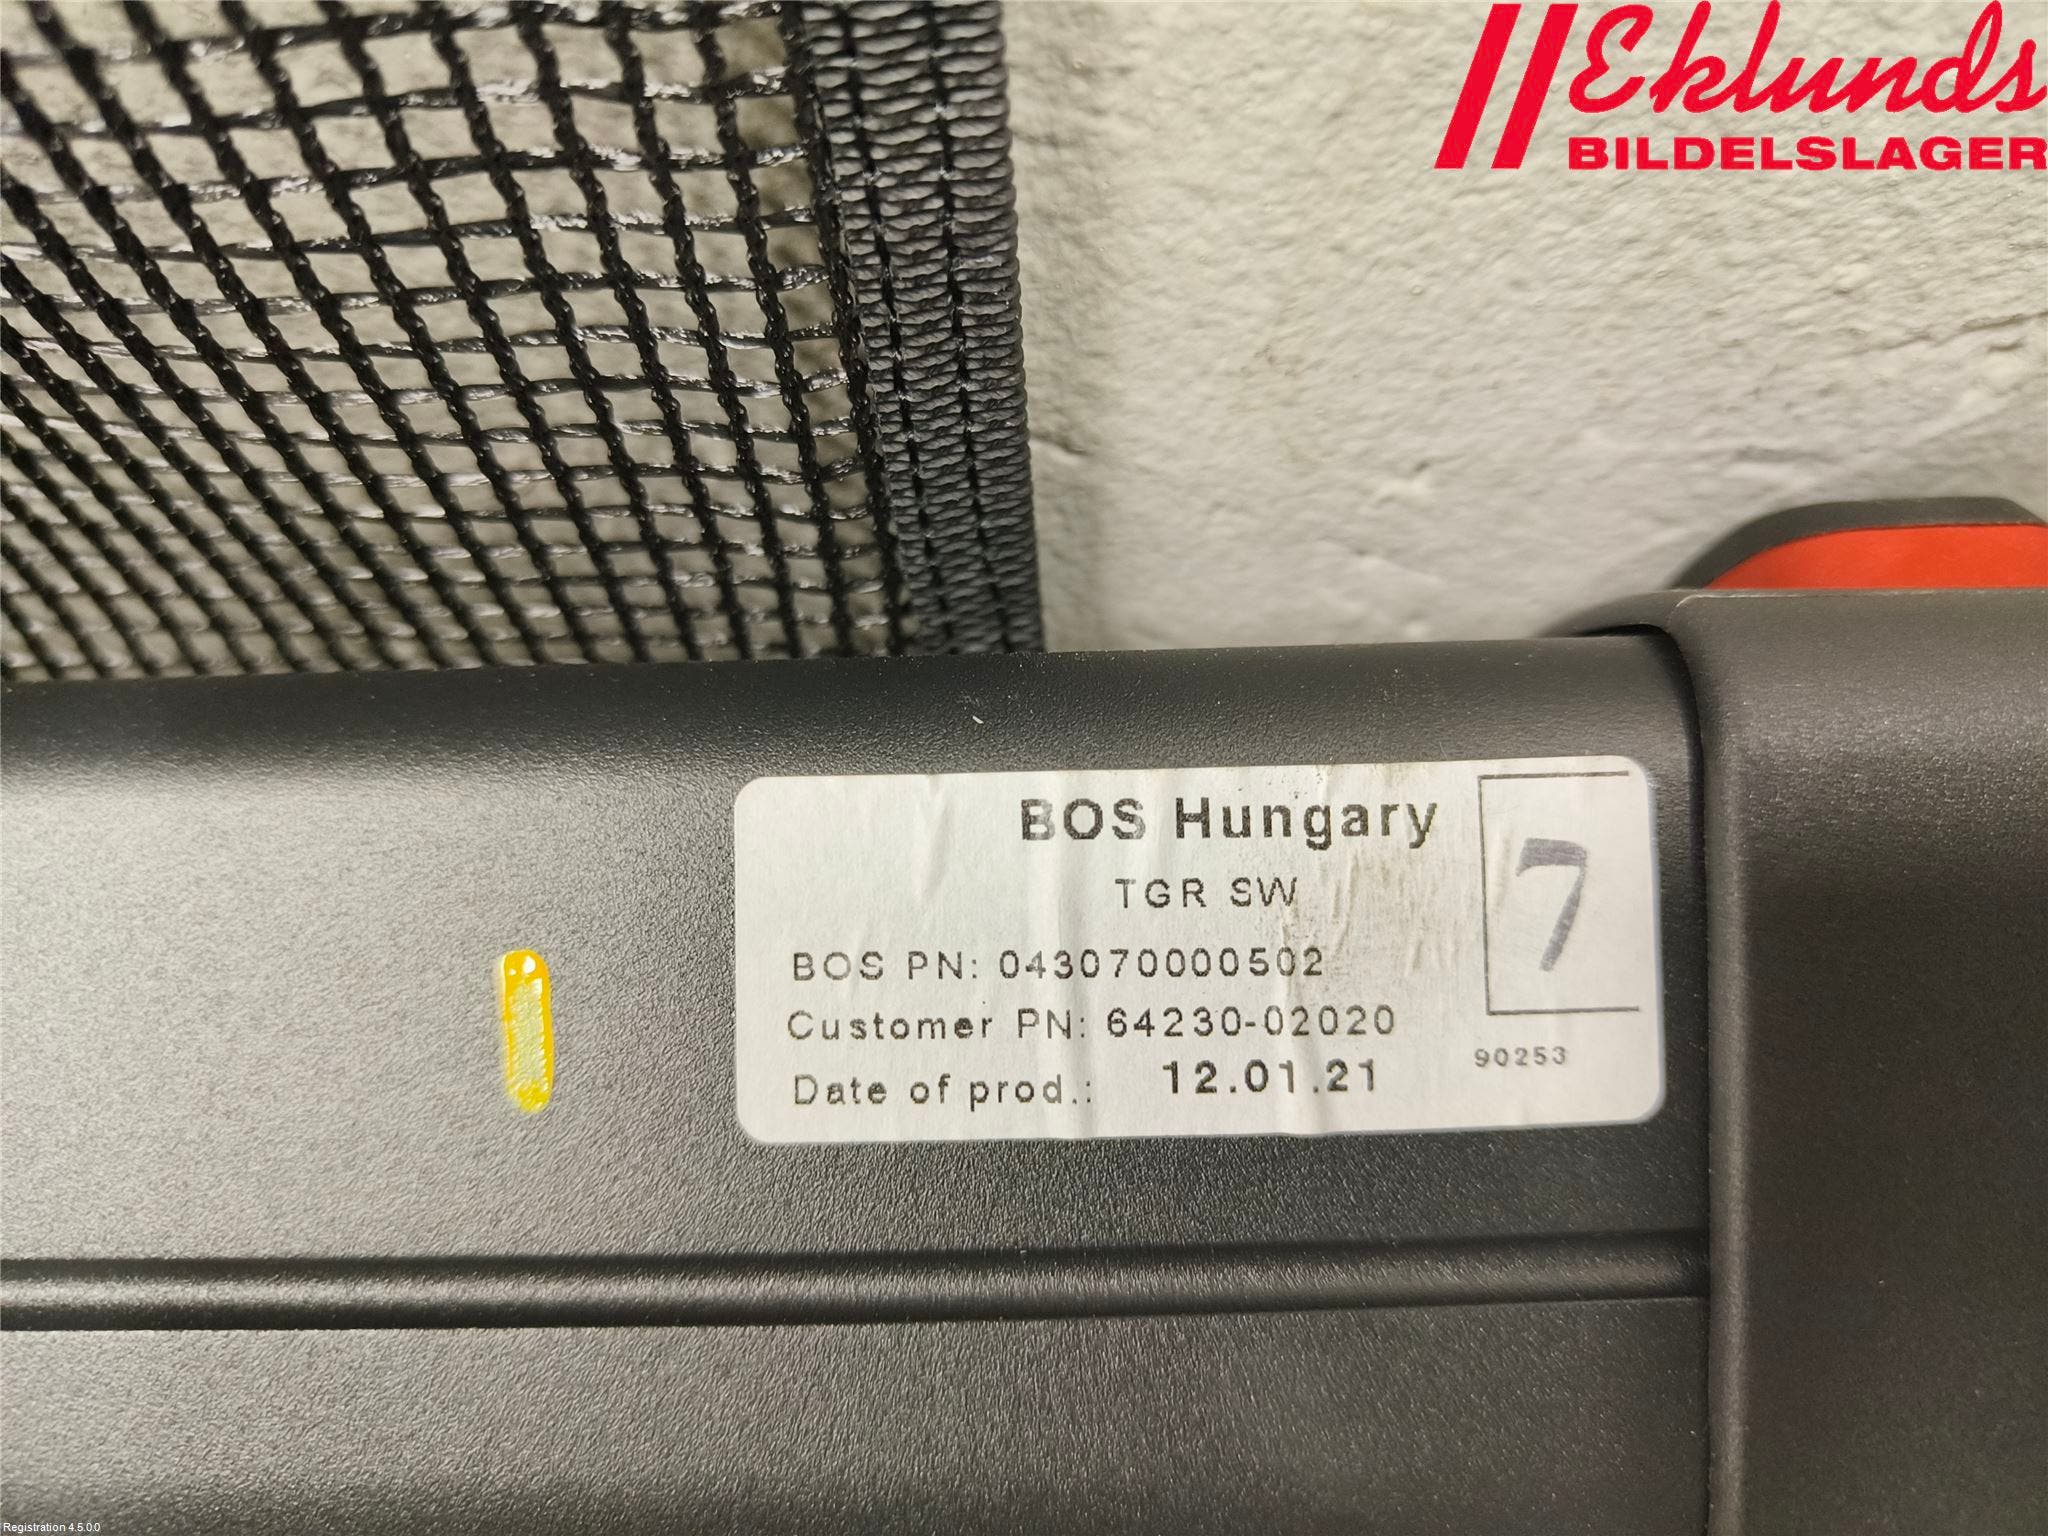 Eklunds
BILDELSLAGER
BOS Hungary
TGR SW
7
BOS PN: 043070000502
Customer PN: 64230-02020
90253
Date of prod.: 12.01.21
Registration 4.5.0.0